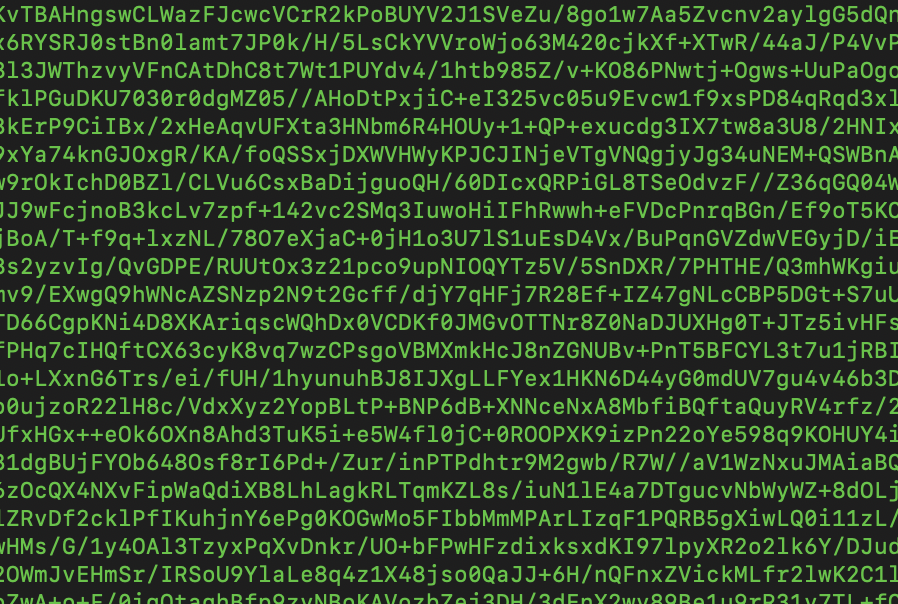 KvTBAHngswCLWazFJcwcVCrR2kPoBUYV2J1SVeZu/8go1w7Aa5Zvcnv2aylgG5dQn
x6RYSRJ0stBn0lamt7JP0k/H/5LsCkYVVroWjo63M420cjkXf+XTwR/44aJ/P4VvP
3l3JWThzvyVFnCAtDhC8t7Wt1PUYdv4/1htb985Z/v+KO86PNwtj+Ogws+UuPaOgo
fklPGuDKU7030r0dgMZ05//AHoDtPxjiC+eI325vc05u9Evcw1f9xsPD84qRqd3xl
3kErP9CiIBx/2xHeAqvUFXta3HNbm6R4HOUy+1+QP+exucdg3IX7tw8a3U8/2HNIx
9xYa74knGJOxgR/KA/foQSSxjDXWVHWyKPJCJINjeVTgVNQgjyJg34uNEM+QSWBnA
w9rOkIchD0BZl/CLVu6CsxBaDijguoQH/60DIcxQRPiGL8TSeOdvzF//Z36qGQ04W
JJ9wFcjnoB3kcLv7zpf+142vc2SMq3IuwoHiIFhRwwh+eFVDcPnrqBGn/Ef9oT5KO
jBoA/T+f9q+lxzNL/78O7eXjaC+0jH1o3U7lS1uEsD4Vx/BuPqnGVZdwVEGyjD/iE
3s2yzvIg/QvGDPE/RUUtOx3z21pco9upNIOQYTz5V/5SnDXR/7PHTHE/Q3mhWKgiu
nv9/EXwgQ9hWNcAZSNzp2N9t2Gcff/djY7qHFj7R28Ef+IZ47gNLcCBP5DGt+S7uU
TD66CgpKNi4D8XKAriqscWQhDx0VCDKf0JMGvOTTNr8Z0NaDJUXHg0T+JTz5ivHFs
fPHq7cIHQftCX63cyK8vq7wzCPsgoVBMXmkHcJ8nZGNUBv+PnT5BFCYL3t7u1jRBI
lo+LXxnG6Trs/ei/fUH/1hyunuhBJ8IJXgLLFYex1HKN6D44yG0mdUV7gu4v46b3D
o0ujzoR22lH8c/VdxXyz2YopBLtP+BNP6dB+XNNceNxA8MbfiBQftaQuyRV4rfz/2
UfxHGx++eOk6OXn8Ahd3TuK5i+e5W4fl0jC+0ROOPXK9izPn22oYe598q9KOHUY4i
81dgBUjFYOb648Osf8rI6Pd+/Zur/inPTPdhtr9M2gwb/R7W//aV1WzNxuJMAiaBQ
6zOcQX4NXvFipWaQdiXB8LhLagkRLTqmKZL8s/iuN1lE4a7DTgucvNbWyWZ+8dOLj
lZRvDf2cklPfIKuhjnY6ePg0KOGwMo5FIbbMmMPArLIzqF1PQRB5gXiwLQ0i11zL/
wHMs/G/1y4OAl3TzyxPqXvDnkr/UO+bFPwHFzdixksxdKI97lpyXR2o2lk6Y/DJud
2OWmJvEHmSr/IRSoU9YlaLe8q4z1X48jso0QaJJ+6H/nQFnxZVickMLfr2lwK2C1l